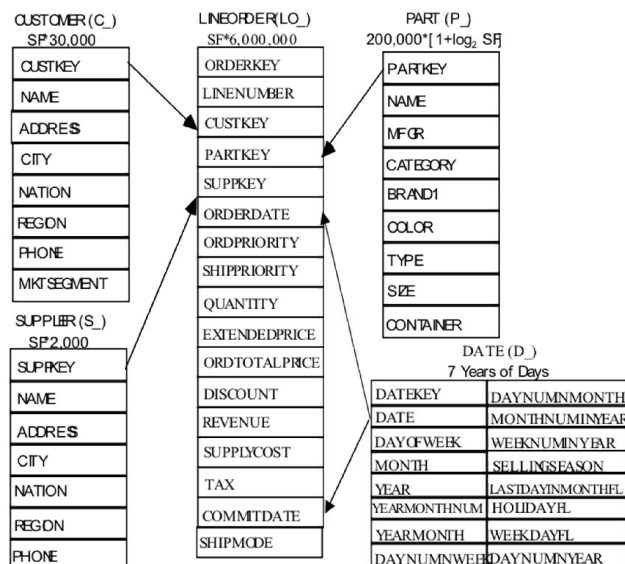 CUSTOMER (C_)
SF*30,000
CUSTKEY
NAME
ADDRESS
CITY
NATION
REGION
PHONE
MKTSEGMENT
SUPPLIER (S_)
SF*2,000
SUPPKEY
NAME
ADDRESS
CITY
NATION
REGION
PHONE
LINEORDER(LO_)
SF*6,000,000
ORDERKEY
LINENUMBER
CUSTKEY
PARTKEY
SUPPKEY
ORDERDATE
ORDPRIORITY
SHIPPRIORITY
QUANTITY
EXTENDEDPRICE
ORDTOTALPRICE
DISCOUNT
REVENUE
SUPPLYCOST
TAX
COMMITDATE
SHIPMODE
PART (P_)
200,000*[1+log₂ SF]
PARTKEY
NAME
MFGR
CATEGORY
BRAND1
COLOR
TYPE
SIZE
CONTAINER
DATE (D_)
7 Years of Days
DATEKEY DAYNUMNMONTH
DATE MONTHNUMINYEAR
DAYOFWEEK WEEKNUMINYEAR
MONTH SELLINGSEASON
YEAR LASTDAYINMONTHFL
YEARMONTHNUM HOLIDAYFL
YEARMONTH WEEKDAYFL
DAYNUMNWEEK DAYNUMNYEAR